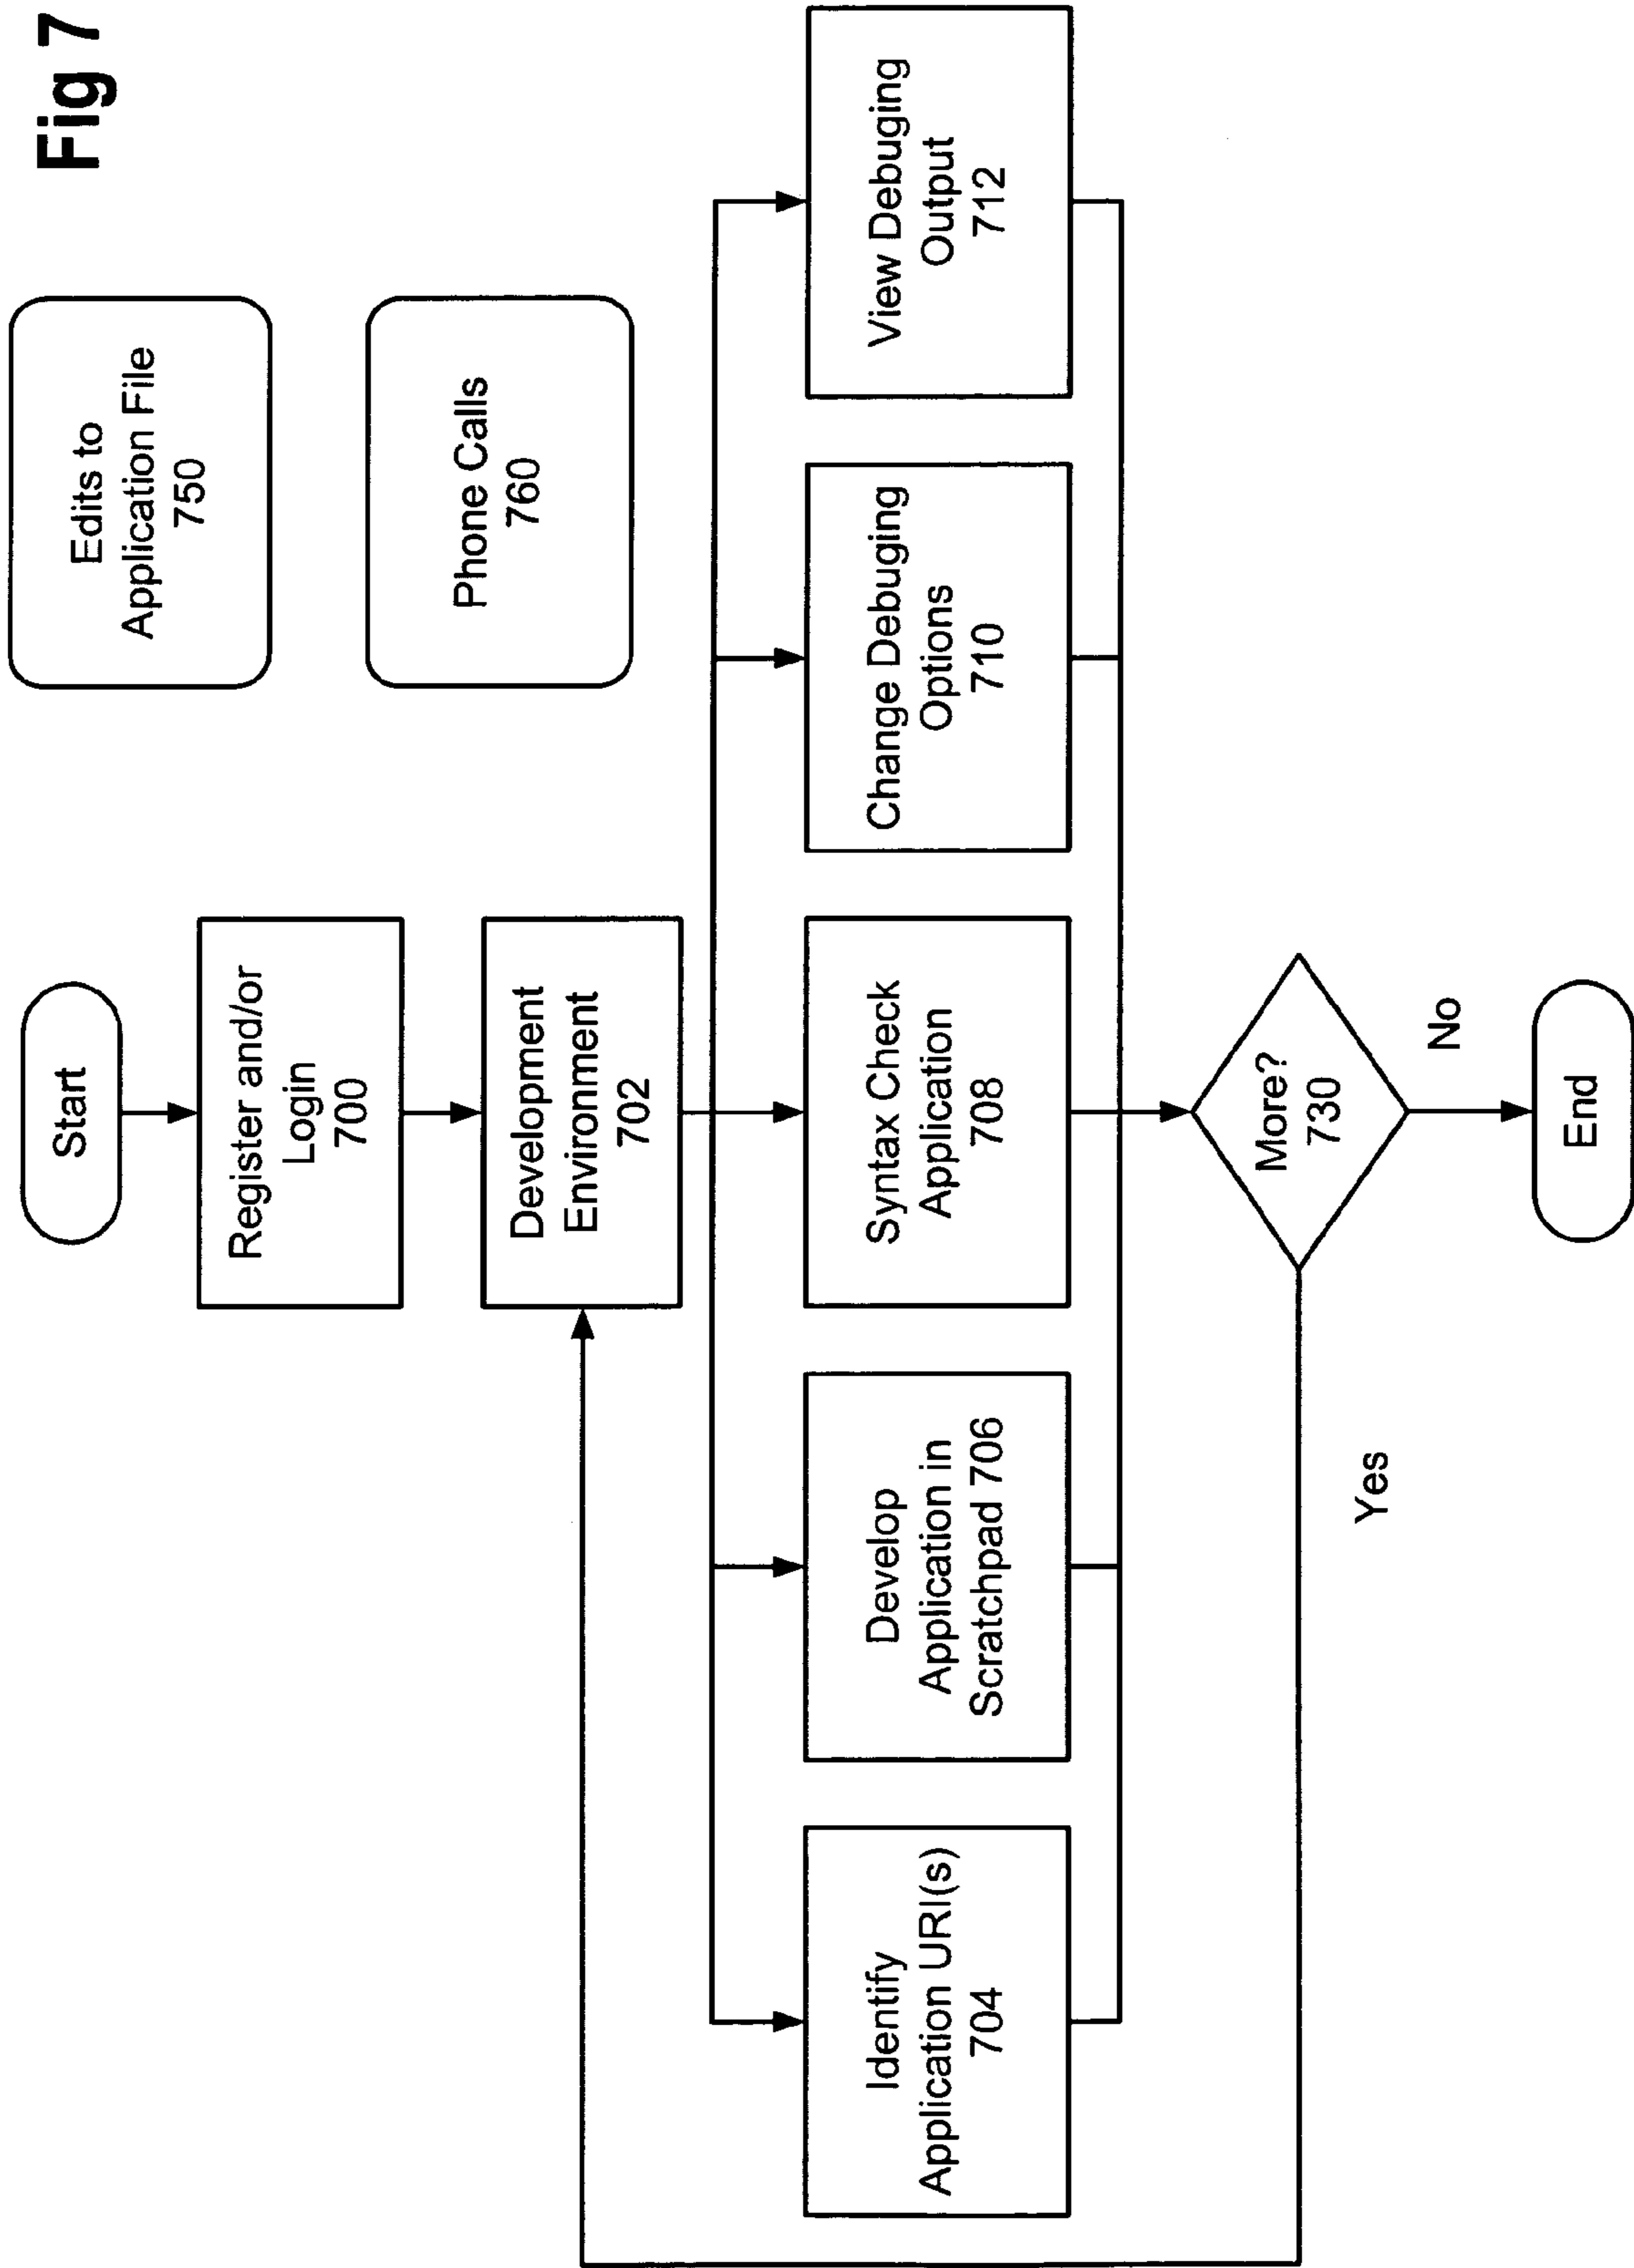 Fig 7
Start
Edits to
Application File
750
Register and/or
Login
700
Phone Calls
760
Development
Environment
702
Identify
Application URI(s)
704
Develop
Application in
Scratchpad 706
Syntax Check
Application
708
Change Debuging
Options
710
View Debuging
Output
712
More?
730
Yes
No
End